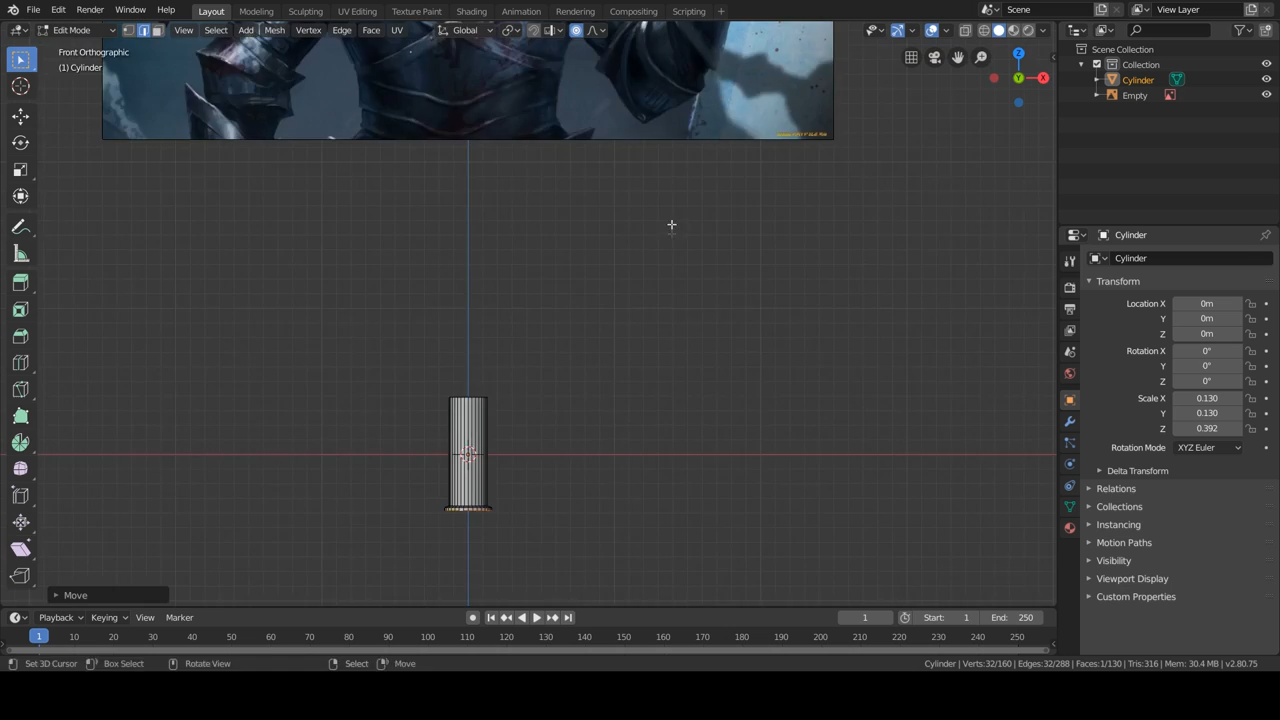 File Edit Render Window Help Layout Modeling Sculpting UV Editing Texture Paint Shading Animation Rendering Compositing Scripting + Scene View Layer
Edit Mode View Select Add Mesh Vertex Edge Face UV Global
Front Orthographic
(1) Cylinder
Z
Y
X
Scene Collection
Collection
Cylinder
Empty
Cylinder
Cylinder
Transform
Location X 0m
Y 0m
Z 0m
Rotation X 0°
Y 0°
Z 0°
Scale X 0.130
Y 0.130
Z 0.392
Rotation Mode XYZ Euler
Delta Transform
Relations
Collections
Instancing
Motion Paths
Visibility
Viewport Display
Custom Properties
Move
Playback Keying View Marker 1 Start: 1 End: 250
1 10 20 30 40 50 60 70 80 90 100 110 120 130 140 150 160 170 180 190 200 210 220 230 240 250
Set 3D Cursor Box Select Rotate View Select Move Cylinder | Verts:32/160 | Edges:32/288 | Faces:1/130 | Tris:316 | Mem: 30.4 MB | v2.80.75